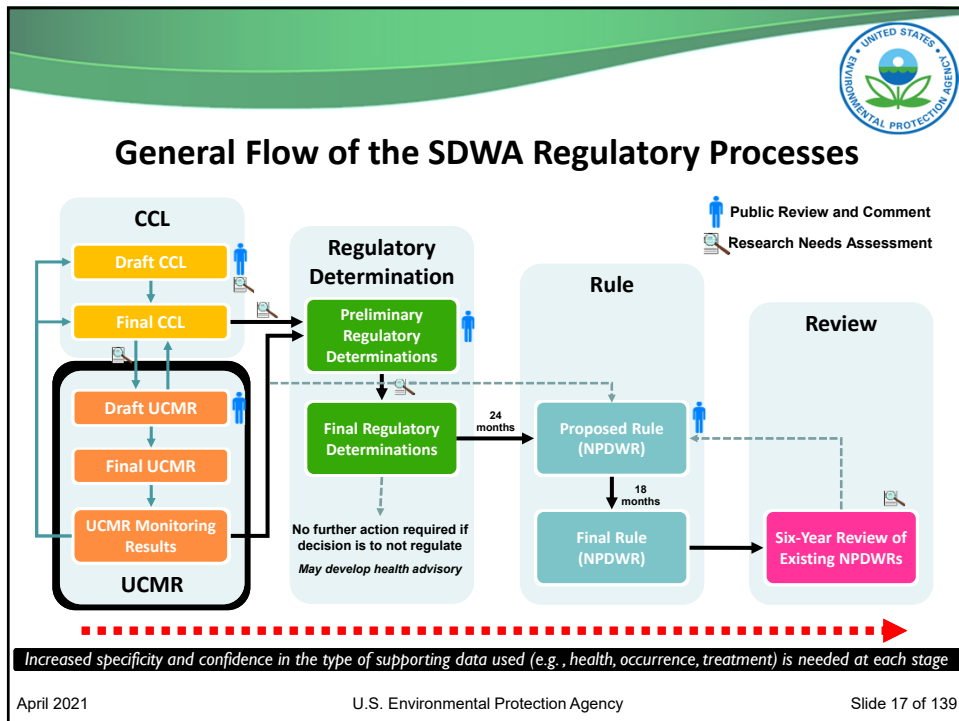 UNITED STATES
ENVIRONMENTAL PROTECTION AGENCY
General Flow of the SDWA Regulatory Processes
Public Review and Comment
Research Needs Assessment
CCL
Draft CCL
Final CCL
Draft UCMR
Final UCMR
UCMR Monitoring
Results
UCMR
Regulatory
Determination
Preliminary
Regulatory
Determinations
Final Regulatory
Determinations
No further action required if
decision is to not regulate
May develop health advisory
24
months
Rule
Proposed Rule
(NPDWR)
18
months
Final Rule
(NPDWR)
Review
Six-Year Review of
Existing NPDWRs
Increased specificity and confidence in the type of supporting data used (e.g., health, occurrence, treatment) is needed at each stage
April 2021
U.S. Environmental Protection Agency
Slide 17 of 139